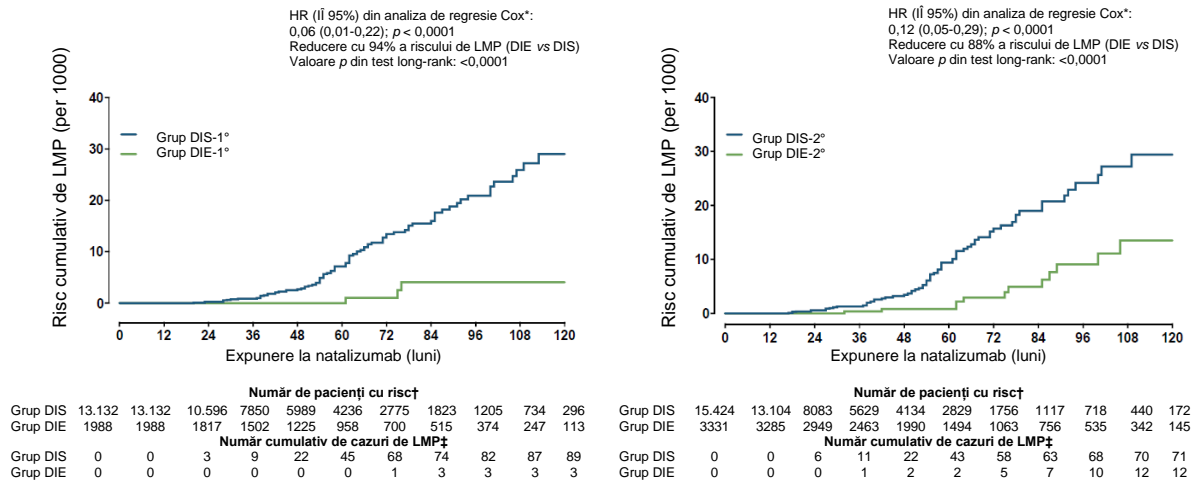 HR (IÎ 95%) din analiza de regresie Cox*:
0,06 (0,01-0,22); p < 0,0001
Reducere cu 94% a riscului de LMP (DIE vs DIS)
Valoare p din test long-rank: <0,0001
Risc cumulativ de LMP (per 1000)
40
30
20
10
0
Grup DIS-1°
Grup DIE-1°
0 12 24 36 48 60 72 84 96 108 120
Expunere la natalizumab (luni)
Număr de pacienți cu risc†
Grup DIS 13.132 13.132 10.596 7850 5989 4236 2775 1823 1205 734 296
Grup DIE 1988 1988 1817 1502 1225 958 700 515 374 247 113
Număr cumulativ de cazuri de LMP‡
Grup DIS 0 0 3 9 22 45 68 74 82 87 89
Grup DIE 0 0 0 0 0 0 1 3 3 3 3
HR (IÎ 95%) din analiza de regresie Cox*:
0,12 (0,05-0,29); p < 0,0001
Reducere cu 88% a riscului de LMP (DIE vs DIS)
Valoare p din test long-rank: <0,0001
Risc cumulativ de LMP (per 1000)
40
30
20
10
0
Grup DIS-2°
Grup DIE-2°
0 12 24 36 48 60 72 84 96 108 120
Expunere la natalizumab (luni)
Număr de pacienți cu risc†
Grup DIS 15.424 13.104 8083 5629 4134 2829 1756 1117 718 440 172
Grup DIE 3331 3285 2949 2463 1990 1494 1063 756 535 342 145
Număr cumulativ de cazuri de LMP‡
Grup DIS 0 0 6 11 22 43 58 63 68 70 71
Grup DIE 0 0 0 1 2 2 5 7 10 12 12